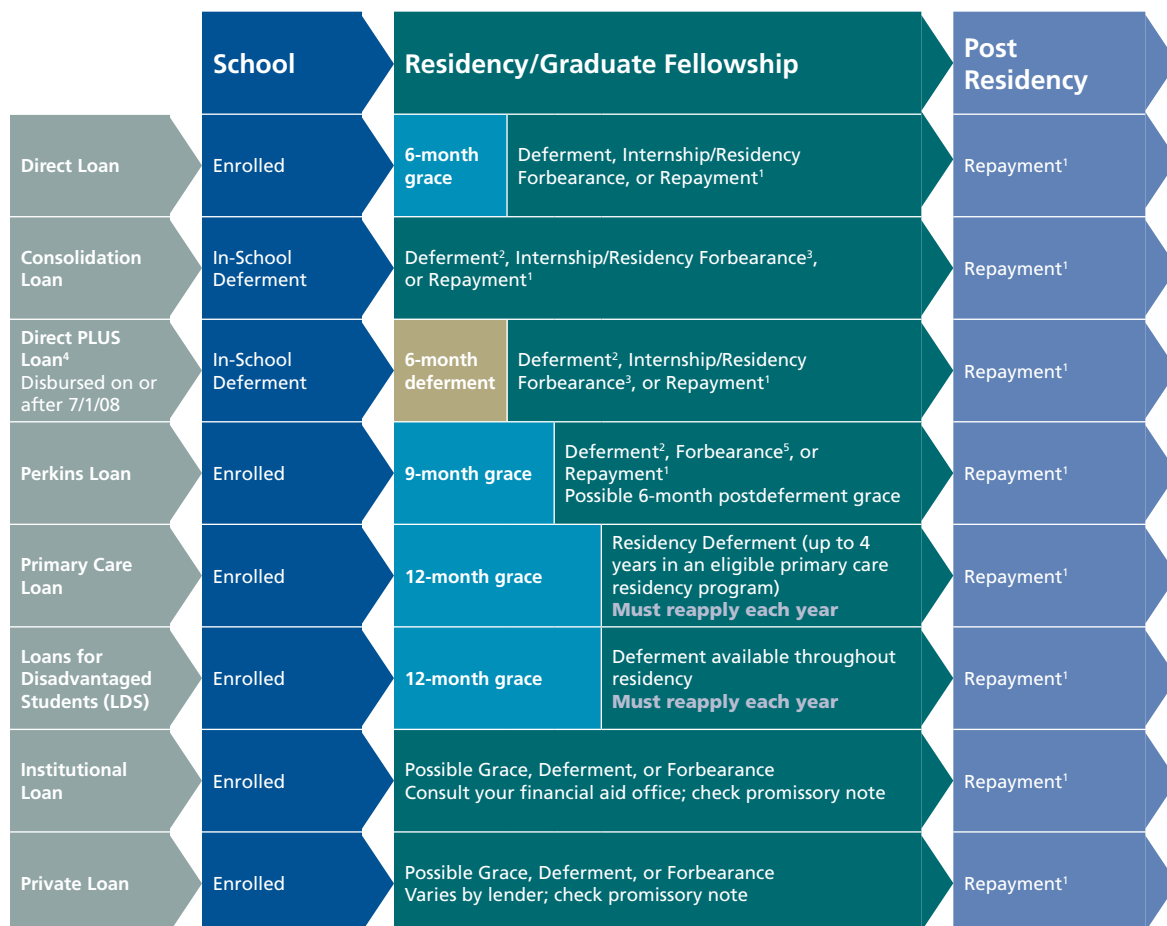 School
Residency/Graduate Fellowship
Post
Residency
Direct Loan
Enrolled
6-month
grace
Deferment, Internship/Residency
Forbearance, or Repayment¹
Repayment¹
Consolidation
Loan
In-School
Deferment
Deferment², Internship/Residency Forbearance³,
or Repayment¹
Repayment¹
Direct PLUS
Loan⁴
Disbursed on or
after 7/1/08
In-School
Deferment
6-month
deferment
Deferment², Internship/Residency
Forbearance³, or Repayment¹
Repayment¹
Perkins Loan
Enrolled
9-month grace
Deferment², Forbearance⁵, or
Repayment¹
Possible 6-month postdeferment grace
Repayment¹
Primary Care
Loan
Enrolled
12-month grace
Residency Deferment (up to 4
years in an eligible primary care
residency program)
Must reapply each year
Repayment¹
Loans for
Disadvantaged
Students (LDS)
Enrolled
12-month grace
Deferment available throughout
residency
Must reapply each year
Repayment¹
Institutional
Loan
Enrolled
Possible Grace, Deferment, or Forbearance
Consult your financial aid office; check promissory note
Repayment¹
Private Loan
Enrolled
Possible Grace, Deferment, or Forbearance
Varies by lender; check promissory note
Repayment¹